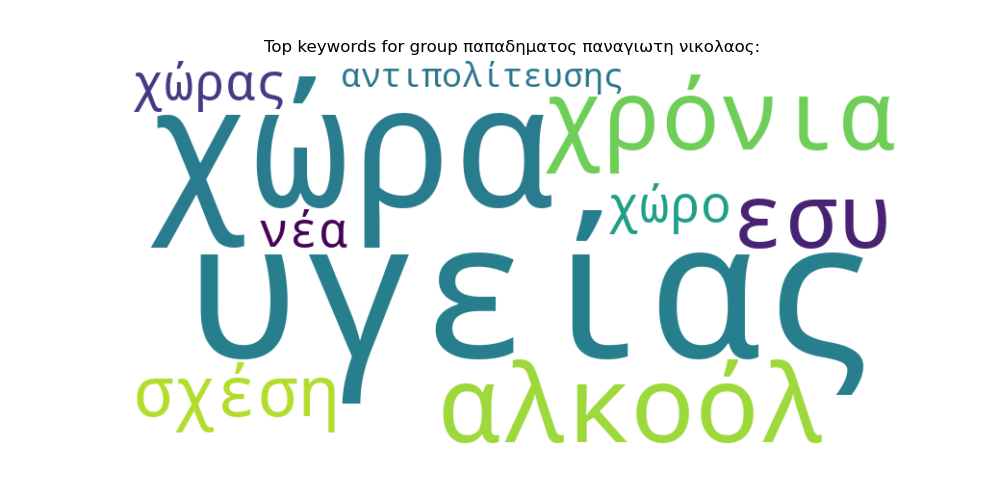 Top keywords for group παπαδηματος παναγιωτη νικολαος:
χώρας αντιπολίτευσης
χώρα χρόνια
νέα χώρο εσυ
υγείας
σχέση αλκοόλ